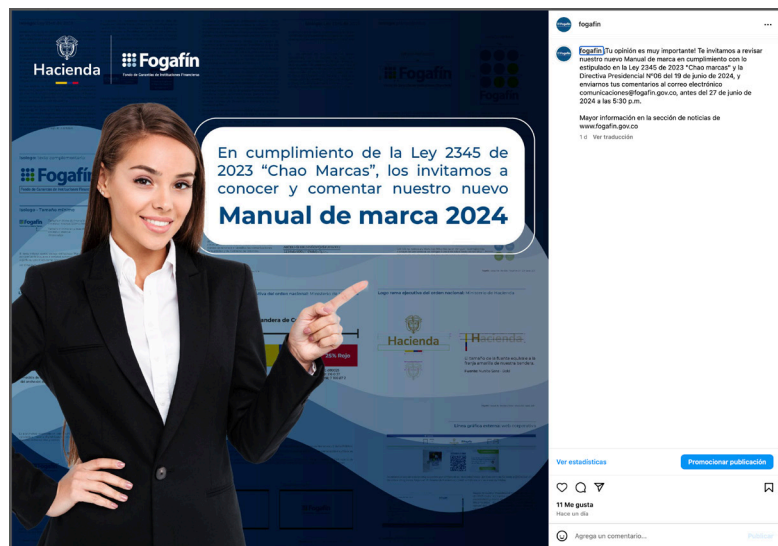 Hacienda
Fogafín
Fondo de Garantías de Instituciones Financieras
En cumplimiento de la Ley 2345 de
2023 “Chao Marcas”, los invitamos a
conocer y comentar nuestro nuevo
Manual de marca 2024
Fogafín
Hacienda
Hacienda
35% Rojo
fogafin
fogafin ¡Tu opinión es muy importante! Te invitamos a revisar
nuestro nuevo Manual de marca en cumplimiento con lo
estipulado en la Ley 2345 de 2023 "Chao marcas" y la
Directiva Presidencial N°06 del 19 de junio de 2024, y
enviarnos tus comentarios al correo electrónico
comunicaciones@fogafin.gov.co, antes del 27 de junio de
2024 a las 5:30 p.m.
Mayor información en la sección de noticias de
www.fogafin.gov.co
1 d Ver traducción
Ver estadísticas
Promocionar publicación
11 Me gusta
Hace un día
Agrega un comentario...
Publicar